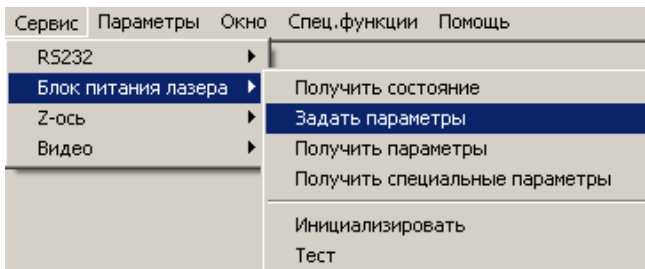 Сервис Параметры Окно Спец.функции Помощь
RS232
Блок питания лазера
Z-ось
Видео
Получить состояние
Задать параметры
Получить параметры
Получить специальные параметры
Инициализировать
Тест